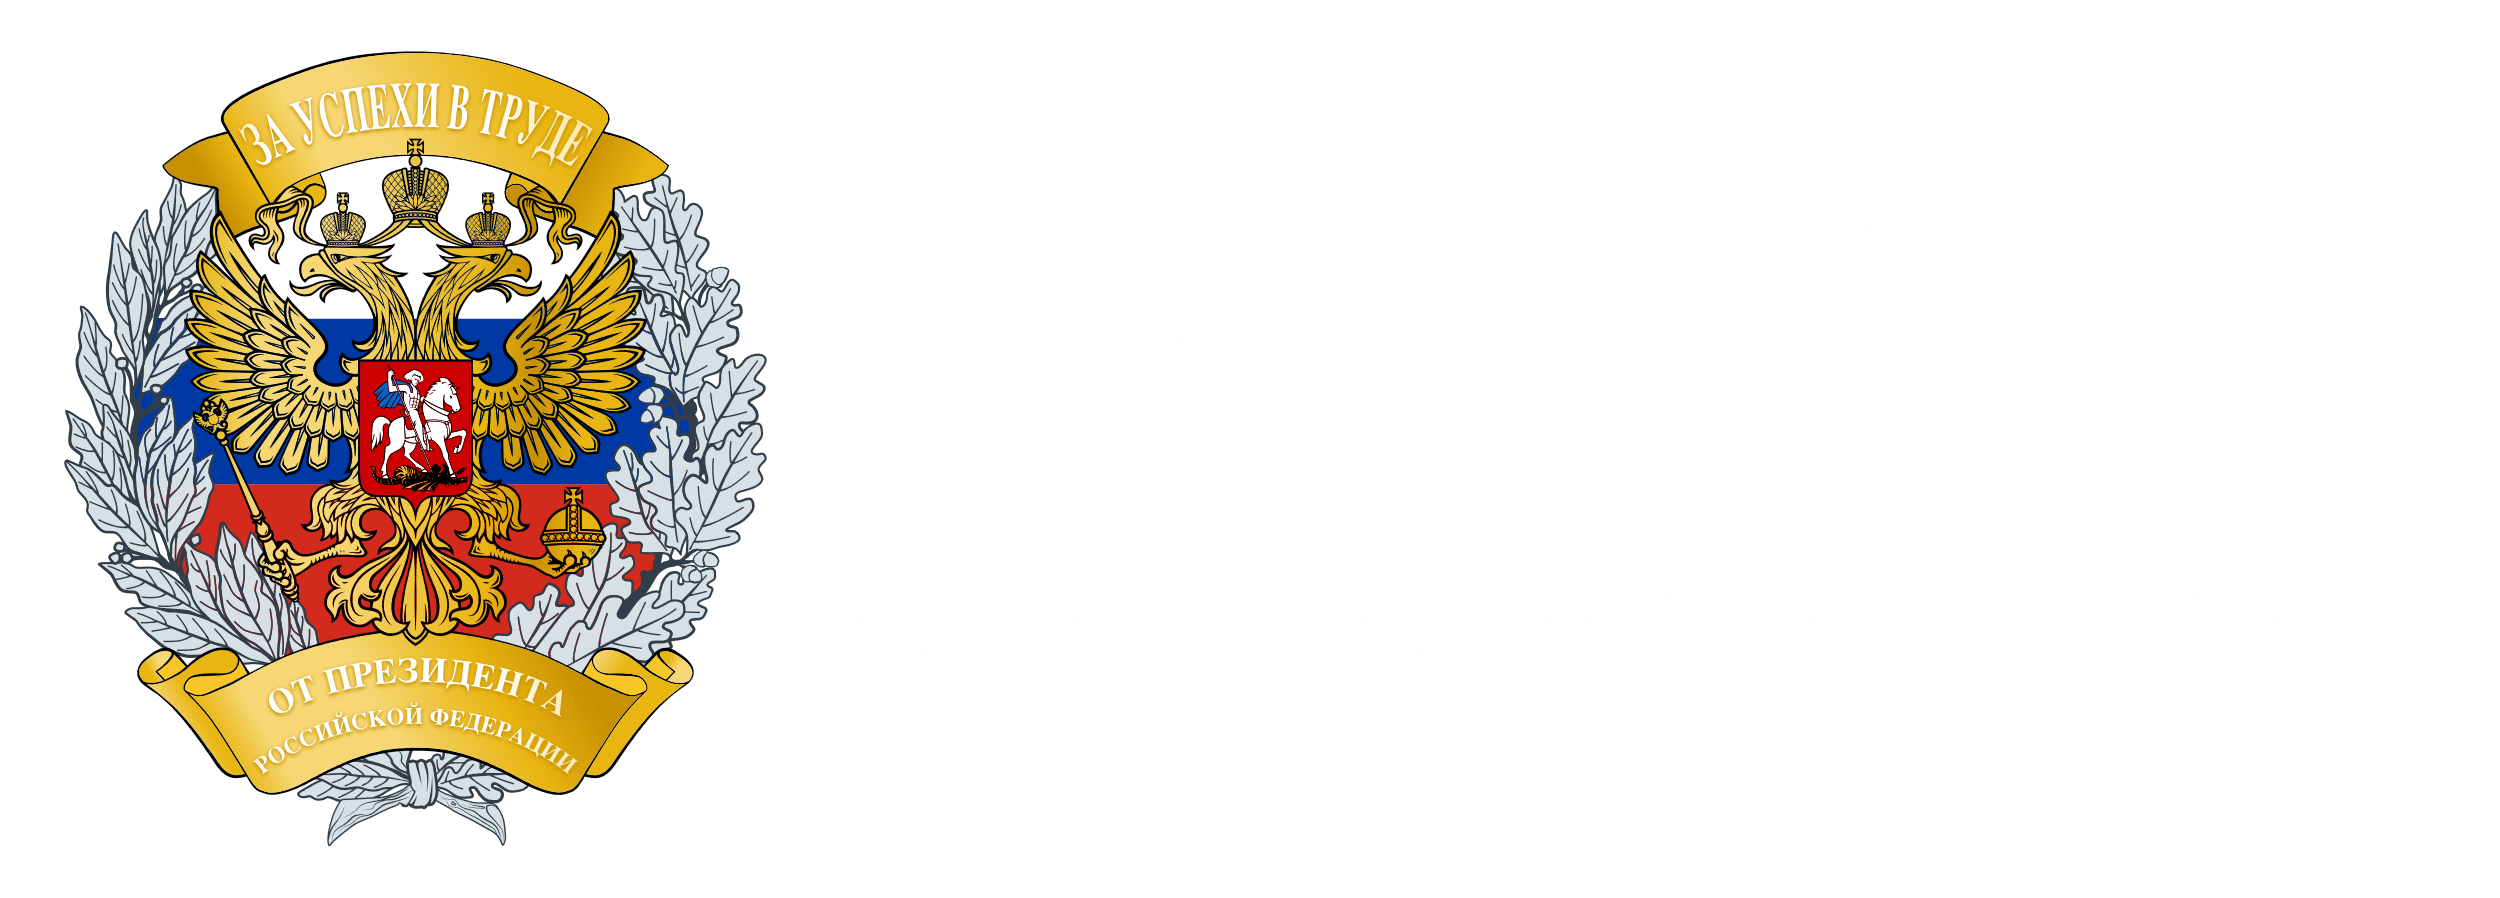 ЗА УСПЕХИ В ТРУДЕ
ОТ ПРЕЗИДЕНТА
РОССИЙСКОЙ ФЕДЕРАЦИИ